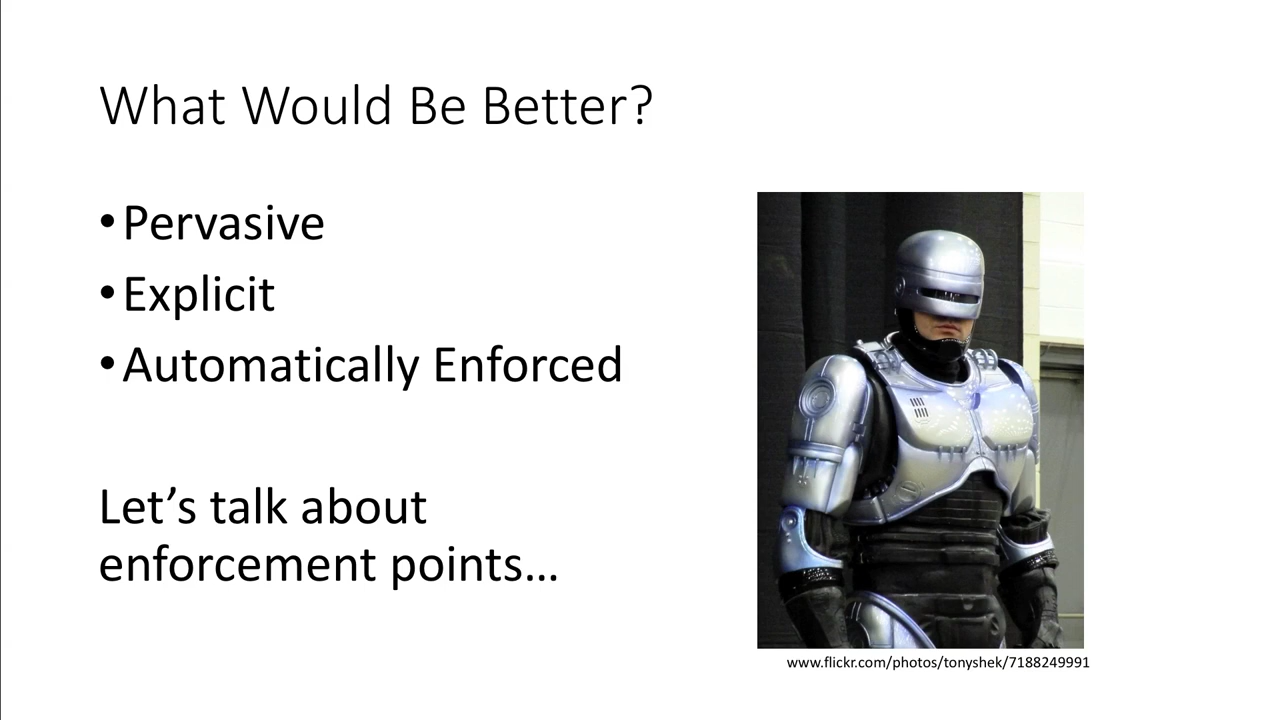 What Would Be Better?
• Pervasive
• Explicit
• Automatically Enforced
Let’s talk about
enforcement points…
www.flickr.com/photos/tonyshek/7188249991